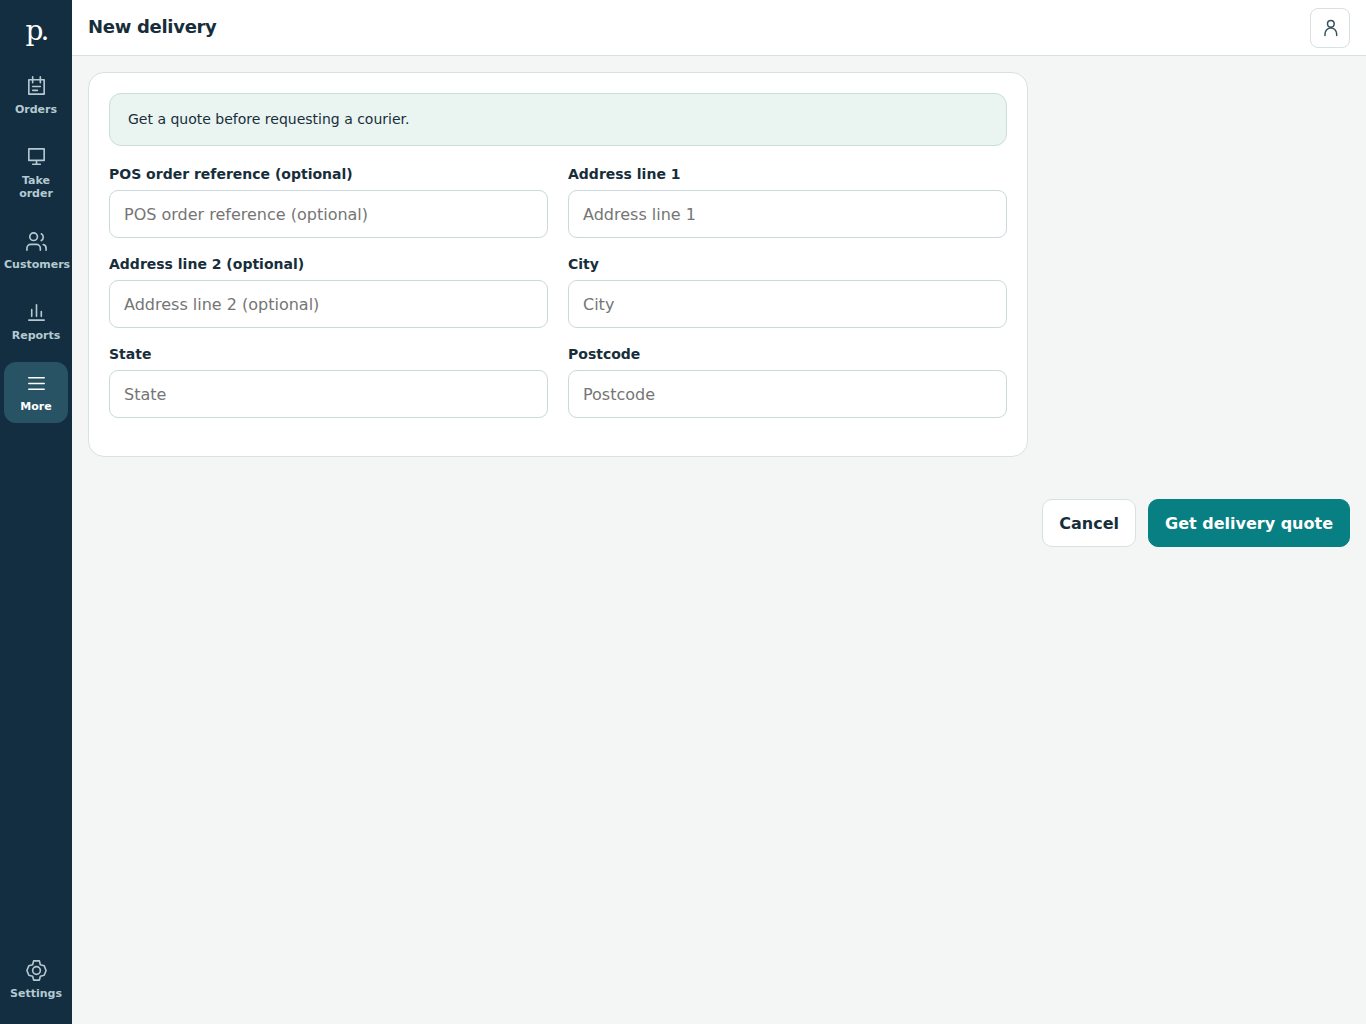 p.
New delivery
Orders
Take
order
Customers
Reports
More
Settings
Get a quote before requesting a courier.
POS order reference (optional)
POS order reference (optional)
Address line 1
Address line 1
Address line 2 (optional)
Address line 2 (optional)
City
City
State
State
Postcode
Postcode
Cancel
Get delivery quote